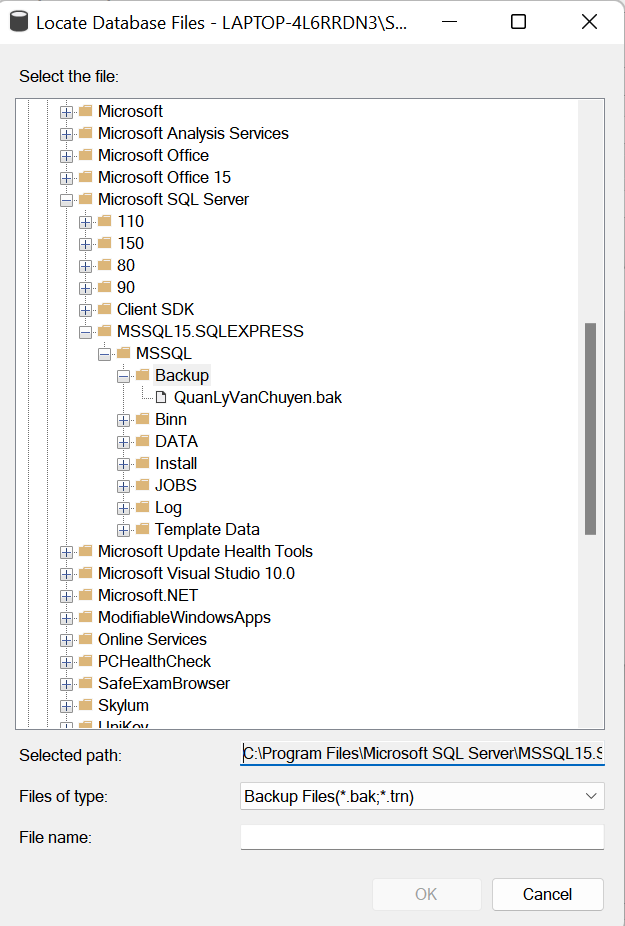 Locate Database Files - LAPTOP-4L6RRDN3\S...
Select the file:
Microsoft
Microsoft Analysis Services
Microsoft Office
Microsoft Office 15
Microsoft SQL Server
110
150
80
90
Client SDK
MSSQL15.SQLEXPRESS
MSSQL
Backup
QuanLyVanChuyen.bak
Binn
DATA
Install
JOBS
Log
Template Data
Microsoft Update Health Tools
Microsoft Visual Studio 10.0
Microsoft.NET
ModifiableWindowsApps
Online Services
PCHealthCheck
SafeExamBrowser
Skylum
UniKey
Selected path: C:\Program Files\Microsoft SQL Server\MSSQL15.S
Files of type: Backup Files(*.bak;*.trn)
File name:
OK Cancel